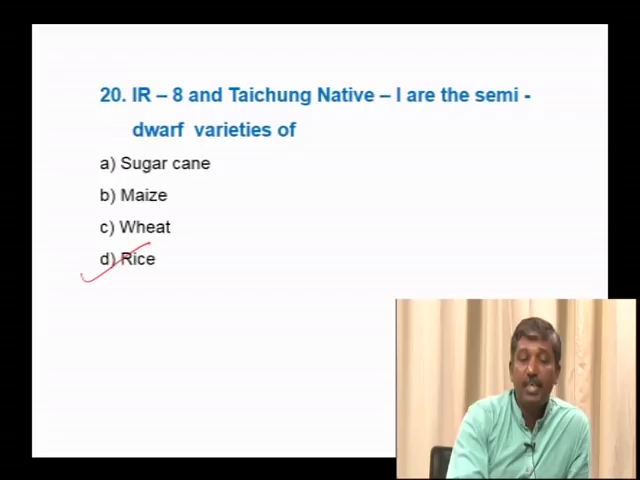 20. IR – 8 and Taichung Native – I are the semi -
dwarf varieties of
a) Sugar cane
b) Maize
c) Wheat
d) Rice